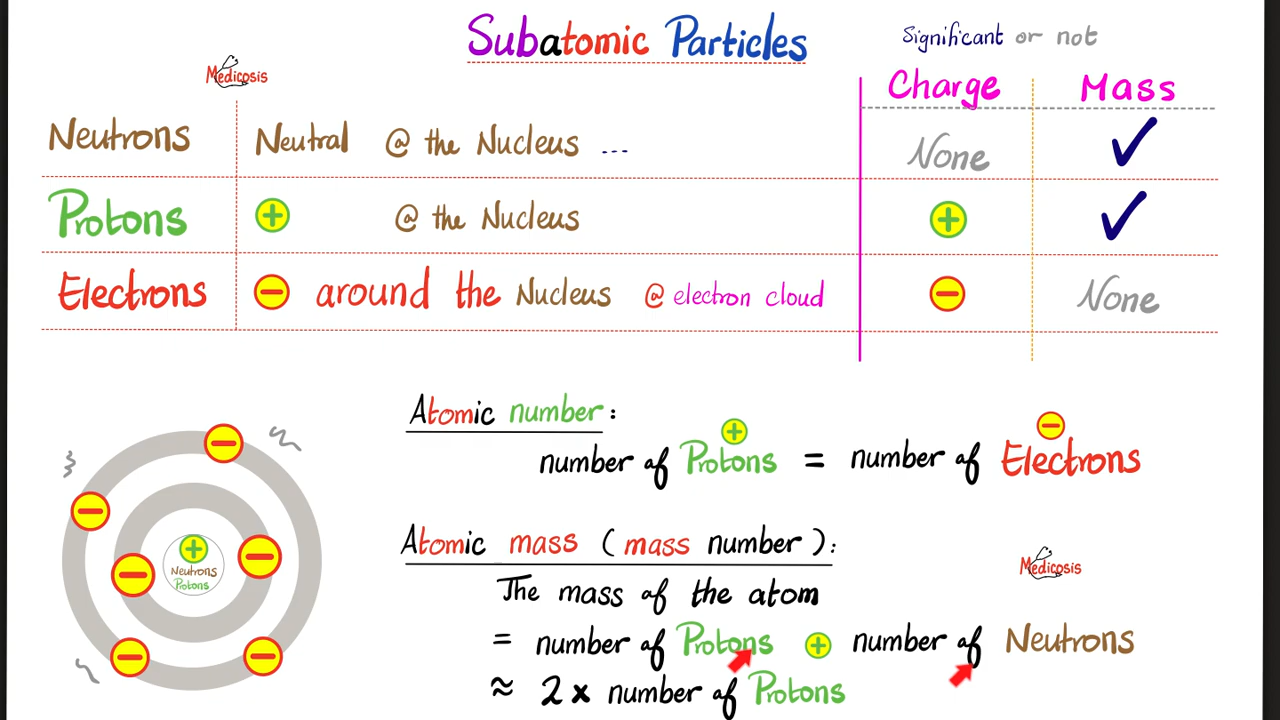 Subatomic Particles
Significant or not
Medicosis
Charge Mass
Neutrons Neutral @ the Nucleus ... None ✓
Protons + @ the Nucleus + ✓
Electrons − around the Nucleus @ electron cloud − None
Atomic number:
+ −
number of Protons = number of Electrons
− − − − − −
+
Neutrons
Protons
Atomic mass (mass number):
Medicosis
The mass of the atom
= number of Protons + number of Neutrons
≈ 2 x number of Protons